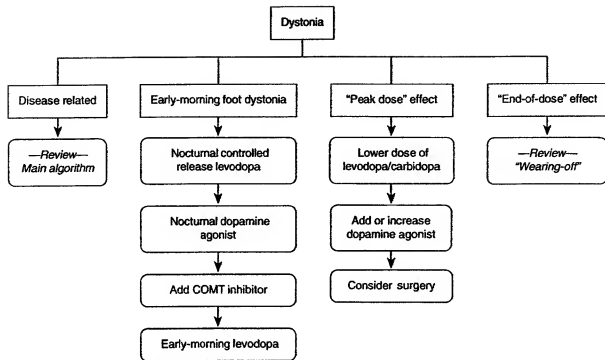 Dystonia
Disease related
Early-morning foot dystonia
"Peak dose" effect
"End-of-dose" effect
—Review—
Main algorithm
Nocturnal controlled
release levodopa
Lower dose of
levodopa/carbidopa
—Review—
"Wearing-off"
Nocturnal dopamine
agonist
Add or increase
dopamine agonist
Add COMT inhibitor
Consider surgery
Early-morning levodopa